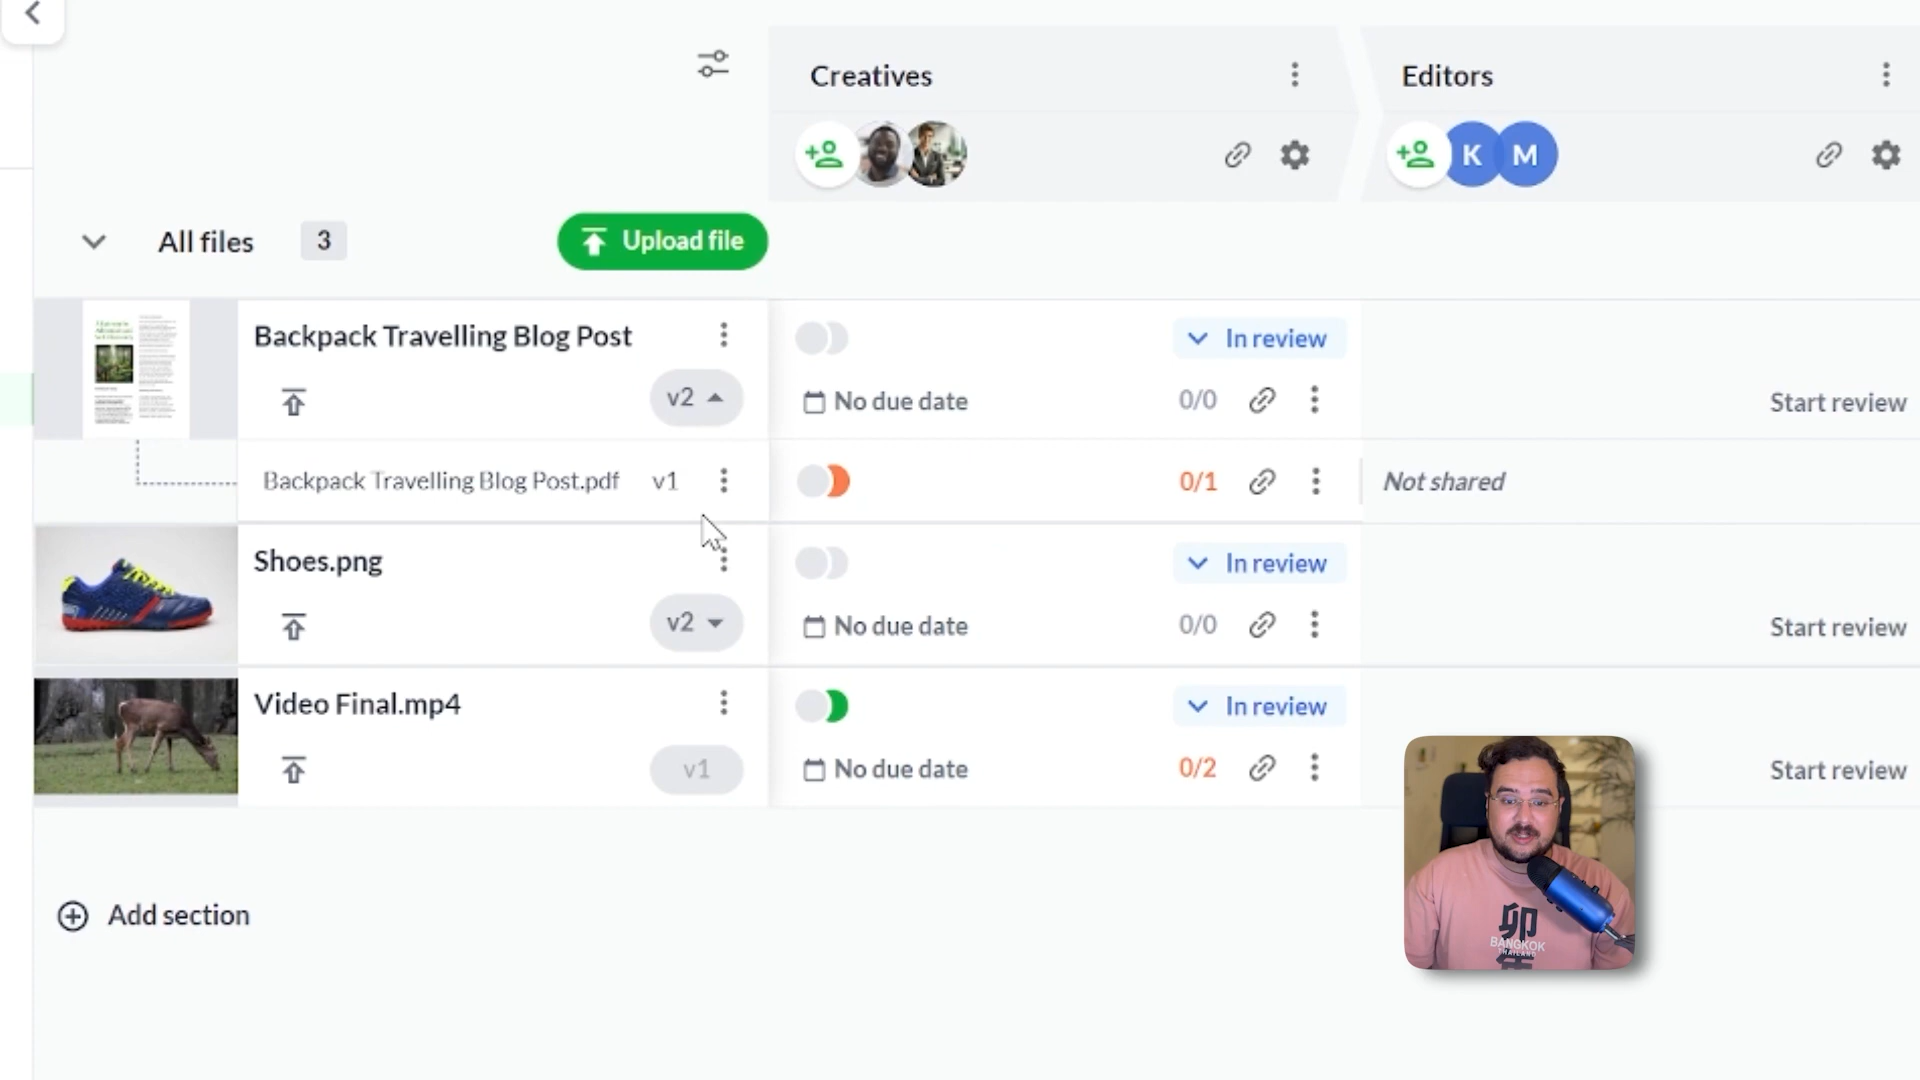 Creatives
Editors
K
M
All files
3
Upload file
Backpack Travelling Blog Post
v2
In review
No due date
0/0
Start review
Backpack Travelling Blog Post.pdf
v1
0/1
Not shared
Shoes.png
v2
In review
No due date
0/0
Start review
Video Final.mp4
v1
In review
No due date
0/2
Start review
卯
BANGKOK
THAILAND
Add section